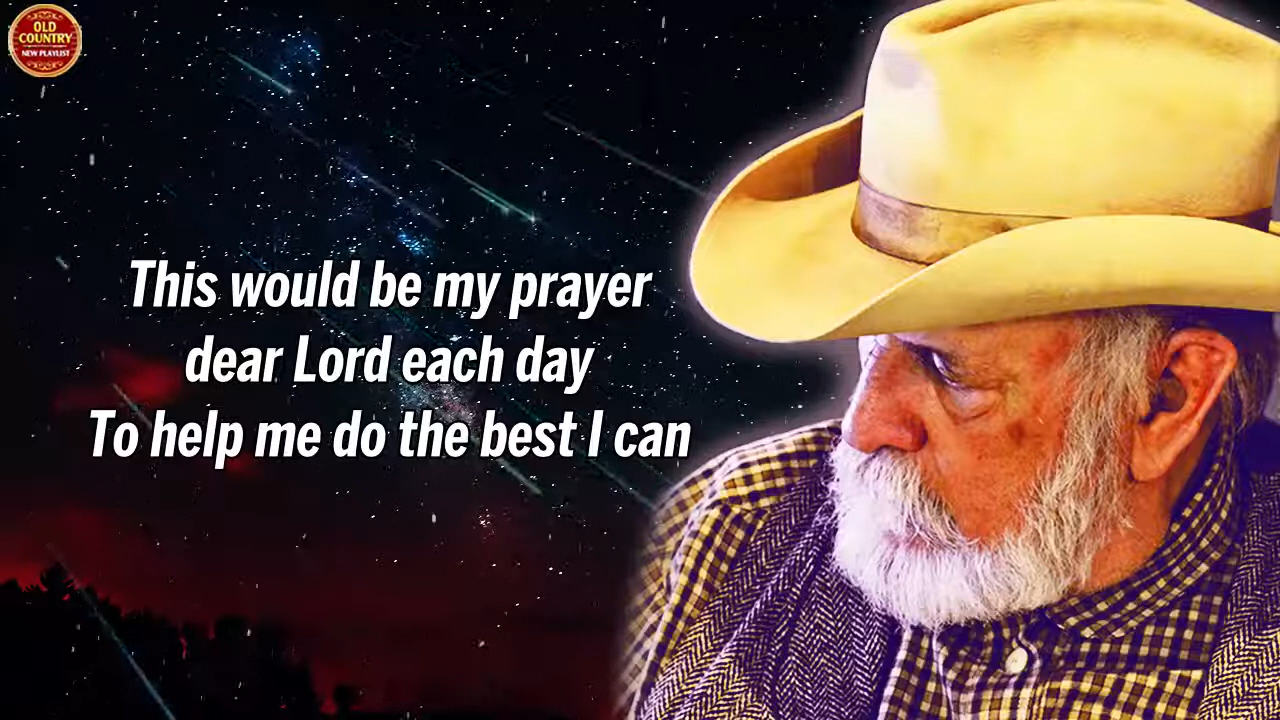 OLD
COUNTRY
NEW PLAYLIST
This would be my prayer
dear Lord each day
To help me do the best I can